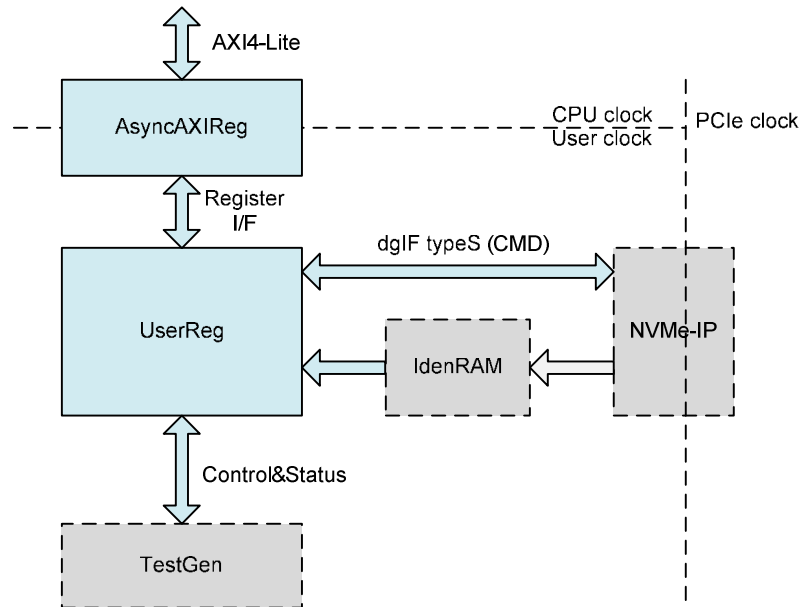 AXI4-Lite
AsyncAXIReg
CPU clock
User clock
PCIe clock
Register
I/F
dgIF typeS (CMD)
UserReg
IdenRAM
NVMe-IP
Control&Status
TestGen